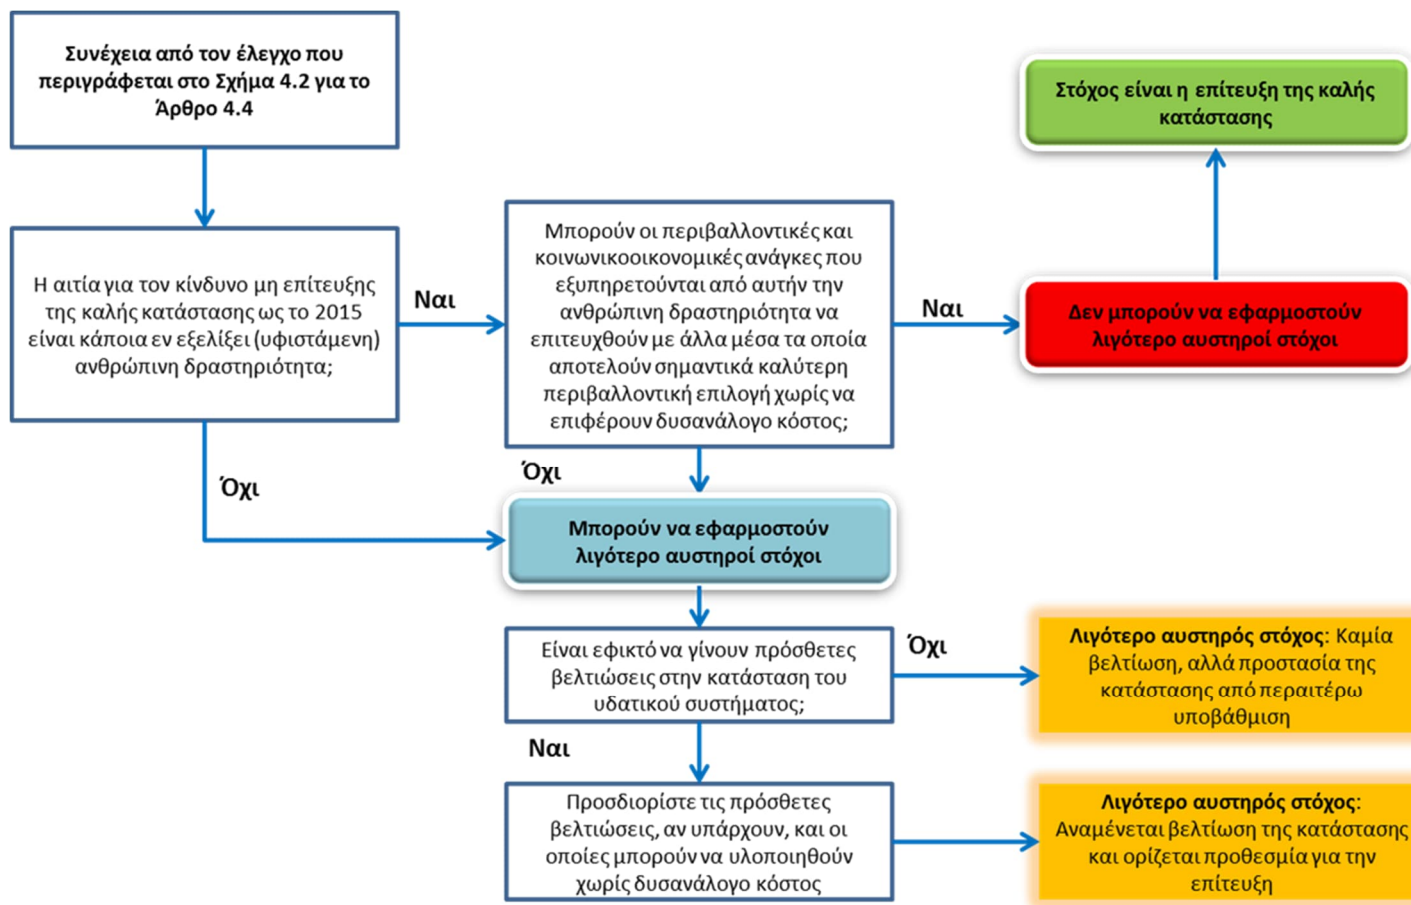 Συνέχεια από τον έλεγχο που
περιγράφεται στο Σχήμα 4.2 για το
Άρθρο 4.4
Στόχος είναι η επίτευξη της καλής
κατάστασης
Η αιτία για τον κίνδυνο μη επίτευξης
της καλής κατάστασης ως το 2015
είναι κάποια εν εξελίξει (υφιστάμενη)
ανθρώπινη δραστηριότητα;
Ναι
Μπορούν οι περιβαλλοντικές και
κοινωνικοοικονομικές ανάγκες που
εξυπηρετούνται από αυτήν την
ανθρώπινη δραστηριότητα να
επιτευχθούν με άλλα μέσα τα οποία
αποτελούν σημαντικά καλύτερη
περιβαλλοντική επιλογή χωρίς να
επιφέρουν δυσανάλογο κόστος;
Ναι
Δεν μπορούν να εφαρμοστούν
λιγότερο αυστηροί στόχοι
Όχι
Όχι
Μπορούν να εφαρμοστούν
λιγότερο αυστηροί στόχοι
Είναι εφικτό να γίνουν πρόσθετες
βελτιώσεις στην κατάσταση του
υδατικού συστήματος;
Όχι
Λιγότερο αυστηρός στόχος: Καμία
βελτίωση, αλλά προστασία της
κατάστασης από περαιτέρω
υποβάθμιση
Ναι
Προσδιορίστε τις πρόσθετες
βελτιώσεις, αν υπάρχουν, και οι
οποίες μπορούν να υλοποιηθούν
χωρίς δυσανάλογο κόστος
Λιγότερο αυστηρός στόχος:
Αναμένεται βελτίωση της κατάστασης
και ορίζεται προθεσμία για την
επίτευξη